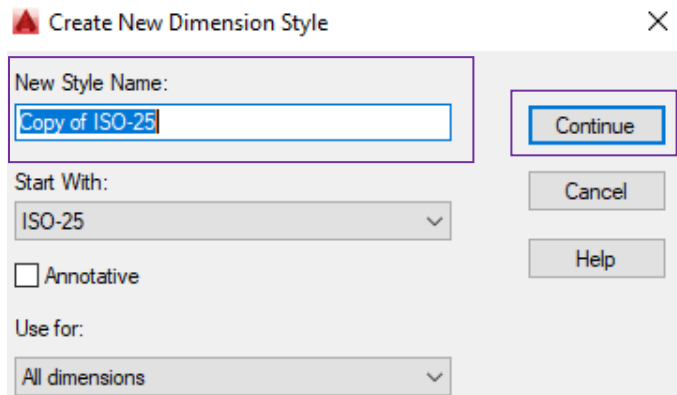 Create New Dimension Style
New Style Name:
Copy of ISO-25
Continue
Start With:
Cancel
ISO-25
Help
Annotative
Use for:
All dimensions